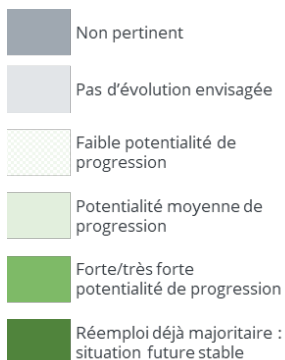 Non pertinent
Pas d’évolution envisagée
Faible potentialité de
progression
Potentialité moyenne de
progression
Forte/très forte
potentialité de progression
Réemploi déjà majoritaire :
situation future stable